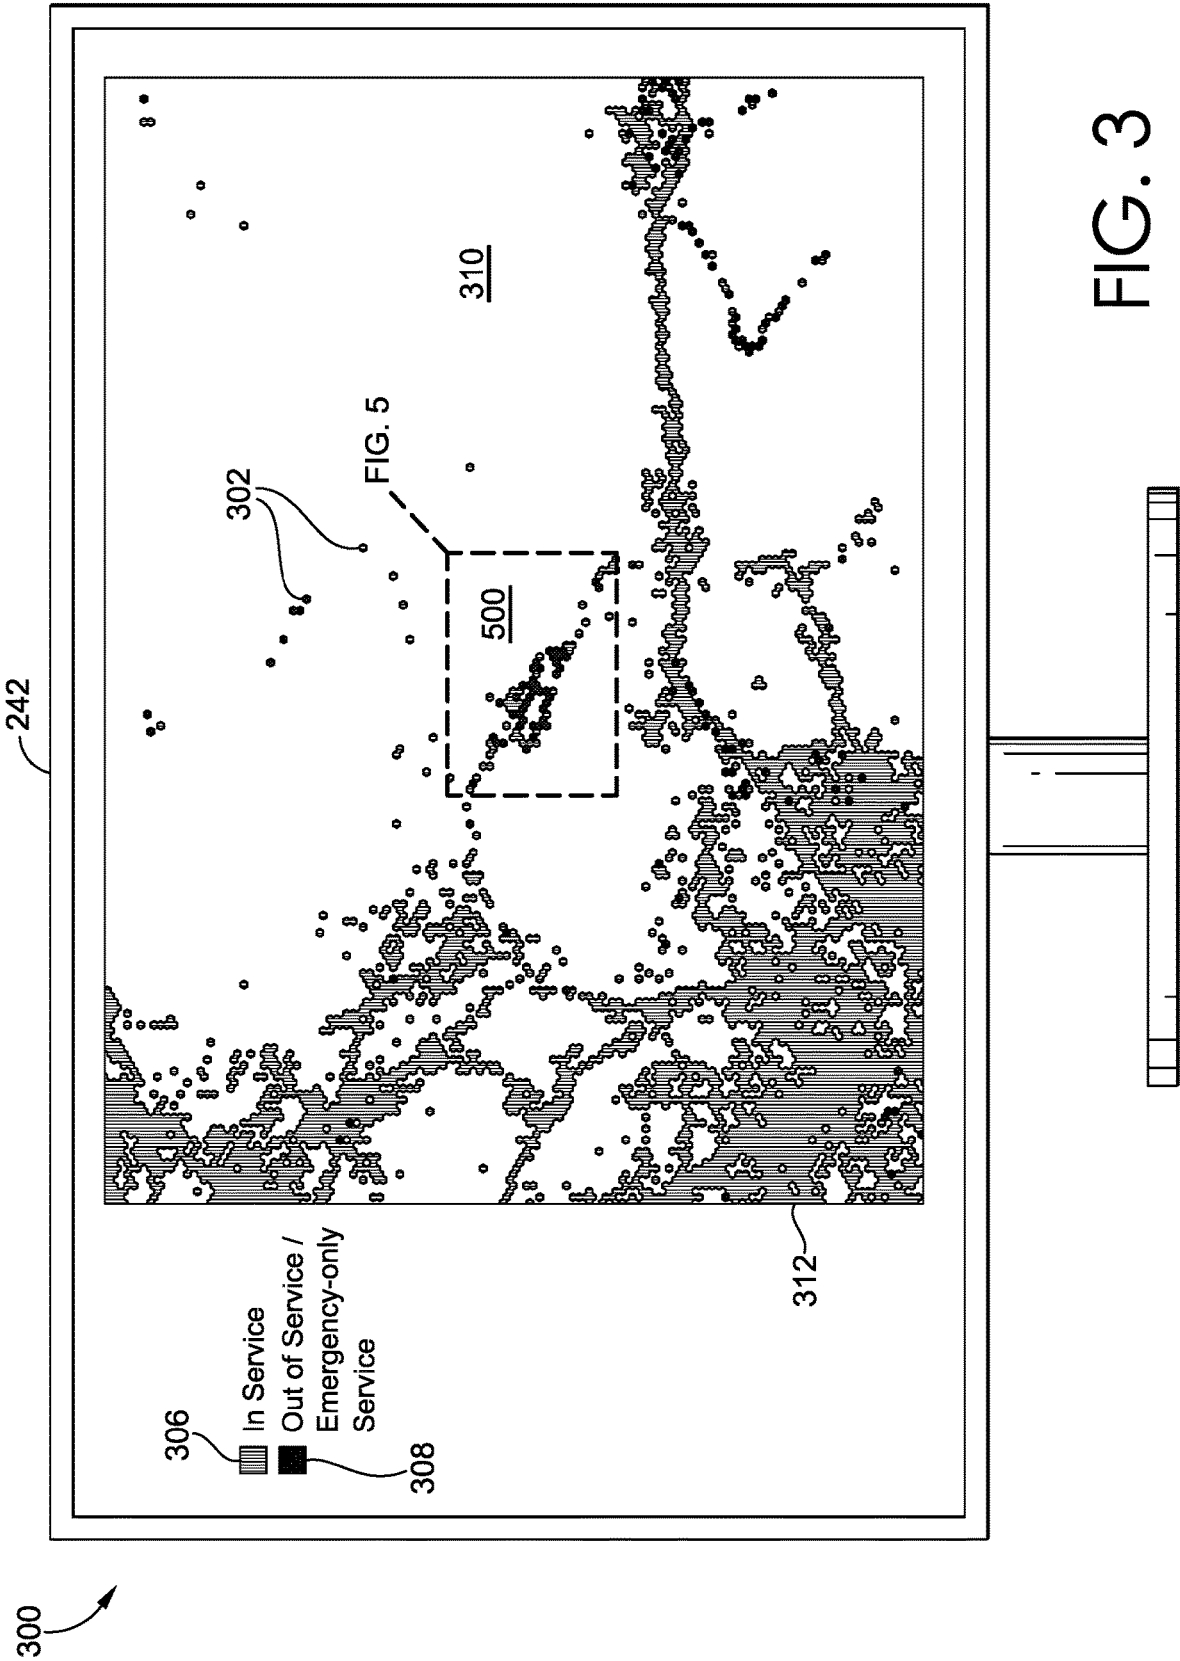 300
242
306
In Service
Out of Service /
Emergency-only
Service
308
302
FIG. 5
310
500
312
FIG. 3